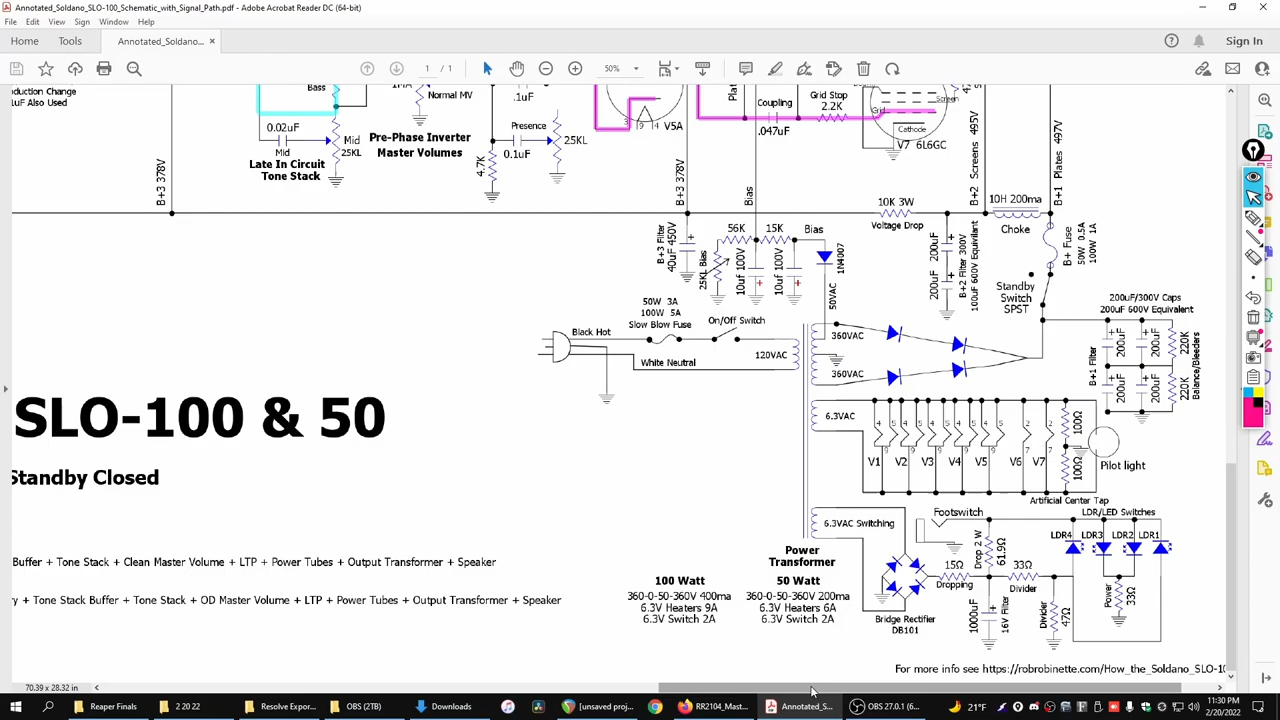 Annotated_Soldano_SLO-100_Schematic_with_Signal_Path.pdf - Adobe Acrobat Reader DC (64-bit)
File Edit View Sign Window Help
Home Tools Annotated_Soldano... × Sign In
1 / 1 50%
nduction Change
1uF Also Used
Bass
0.02uF
Mid
Mid
25KL
Late In Circuit
Tone Stack
1MA
Normal MV
Pre-Phase Inverter
Master Volumes
.1uF
Presence
0.1uF
25KL
4.7K
V5A
Coupling
.047uF
Grid Stop
2.2K
Grid
Screen
Cathode
V7 6L6GC
B+3 378V
B+3 378V
Bias
B+2 Screens 495V
B+1 Plates 497V
10K 3W
Voltage Drop
10H 200ma
Choke
B+ Fuse
50W 0.5A
100W 1A
B+3 Filter
40uF 450V
56K
15K
Bias
25KL Bias
10uf 100V
10uf 100V
1N4007
50VAC
200uF
200uF
B+2 Filter 300V
100uF 600V Equivilant
Standby
Switch
SPST
200uF/300V Caps
200uF 600V Equivalent
B+1 Filter
200uF
200uF
200uF
200uF
220K
220K
Balance/Bleeders
50W 3A
100W 5A
Slow Blow Fuse
On/Off Switch
Black Hot
White Neutral
120VAC
360VAC
360VAC
SLO-100 & 50
Standby Closed
6.3VAC
V1 V2 V3 V4 V5 V6 V7
100Ω
100Ω
Pilot light
Artificial Center Tap
6.3VAC Switching
Footswitch
LDR/LED Switches
LDR4 LDR3 LDR2 LDR1
Drop 2 W
61.9Ω
15Ω
Dropping
33Ω
Divider
1000uF
16V Filter
Divider
47Ω
Power
33Ω
Bridge Rectifier
DB101
Power
Transformer
100 Watt
360-0-50-360V 400ma
6.3V Heaters 9A
6.3V Switch 2A
50 Watt
360-0-50-360V 200ma
6.3V Heaters 6A
6.3V Switch 2A
Buffer + Tone Stack + Clean Master Volume + LTP + Power Tubes + Output Transformer + Speaker
y + Tone Stack Buffer + Tone Stack + OD Master Volume + LTP + Power Tubes + Output Transformer + Speaker
For more info see https://robrobinette.com/How_the_Soldano_SLO-10
70.39 x 28.32 in
Reaper Finals 2 20 22 Resolve Expor... OBS (2TB) Downloads [unsaved proj... RR2104_Mast... Annotated_S... OBS 27.0.1 (6... 21°F
11:30 PM
2/20/2022